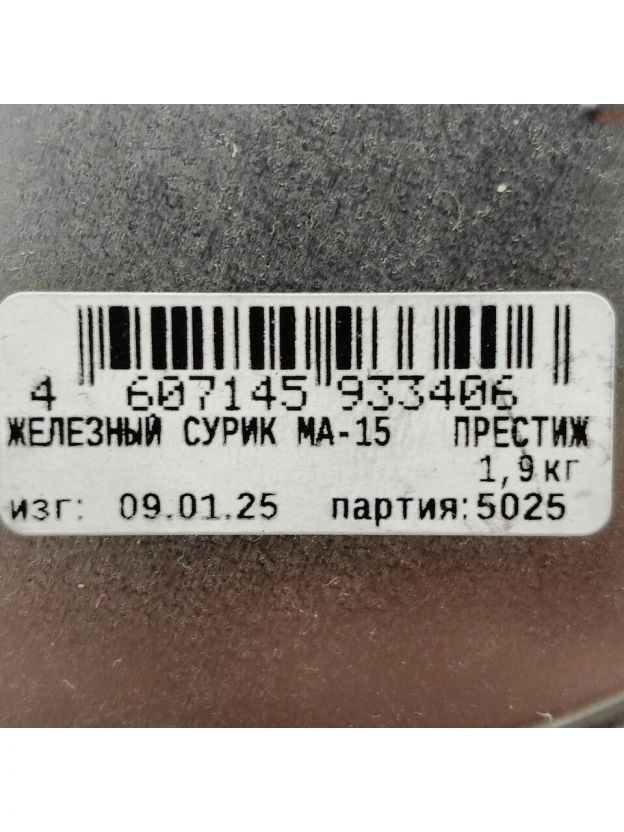 4 607145 933406
ЖЕЛЕЗНЫЙ СУРИК МА-15 ПРЕСТИЖ
1,9кг
изг: 09.01.25 партия:5025